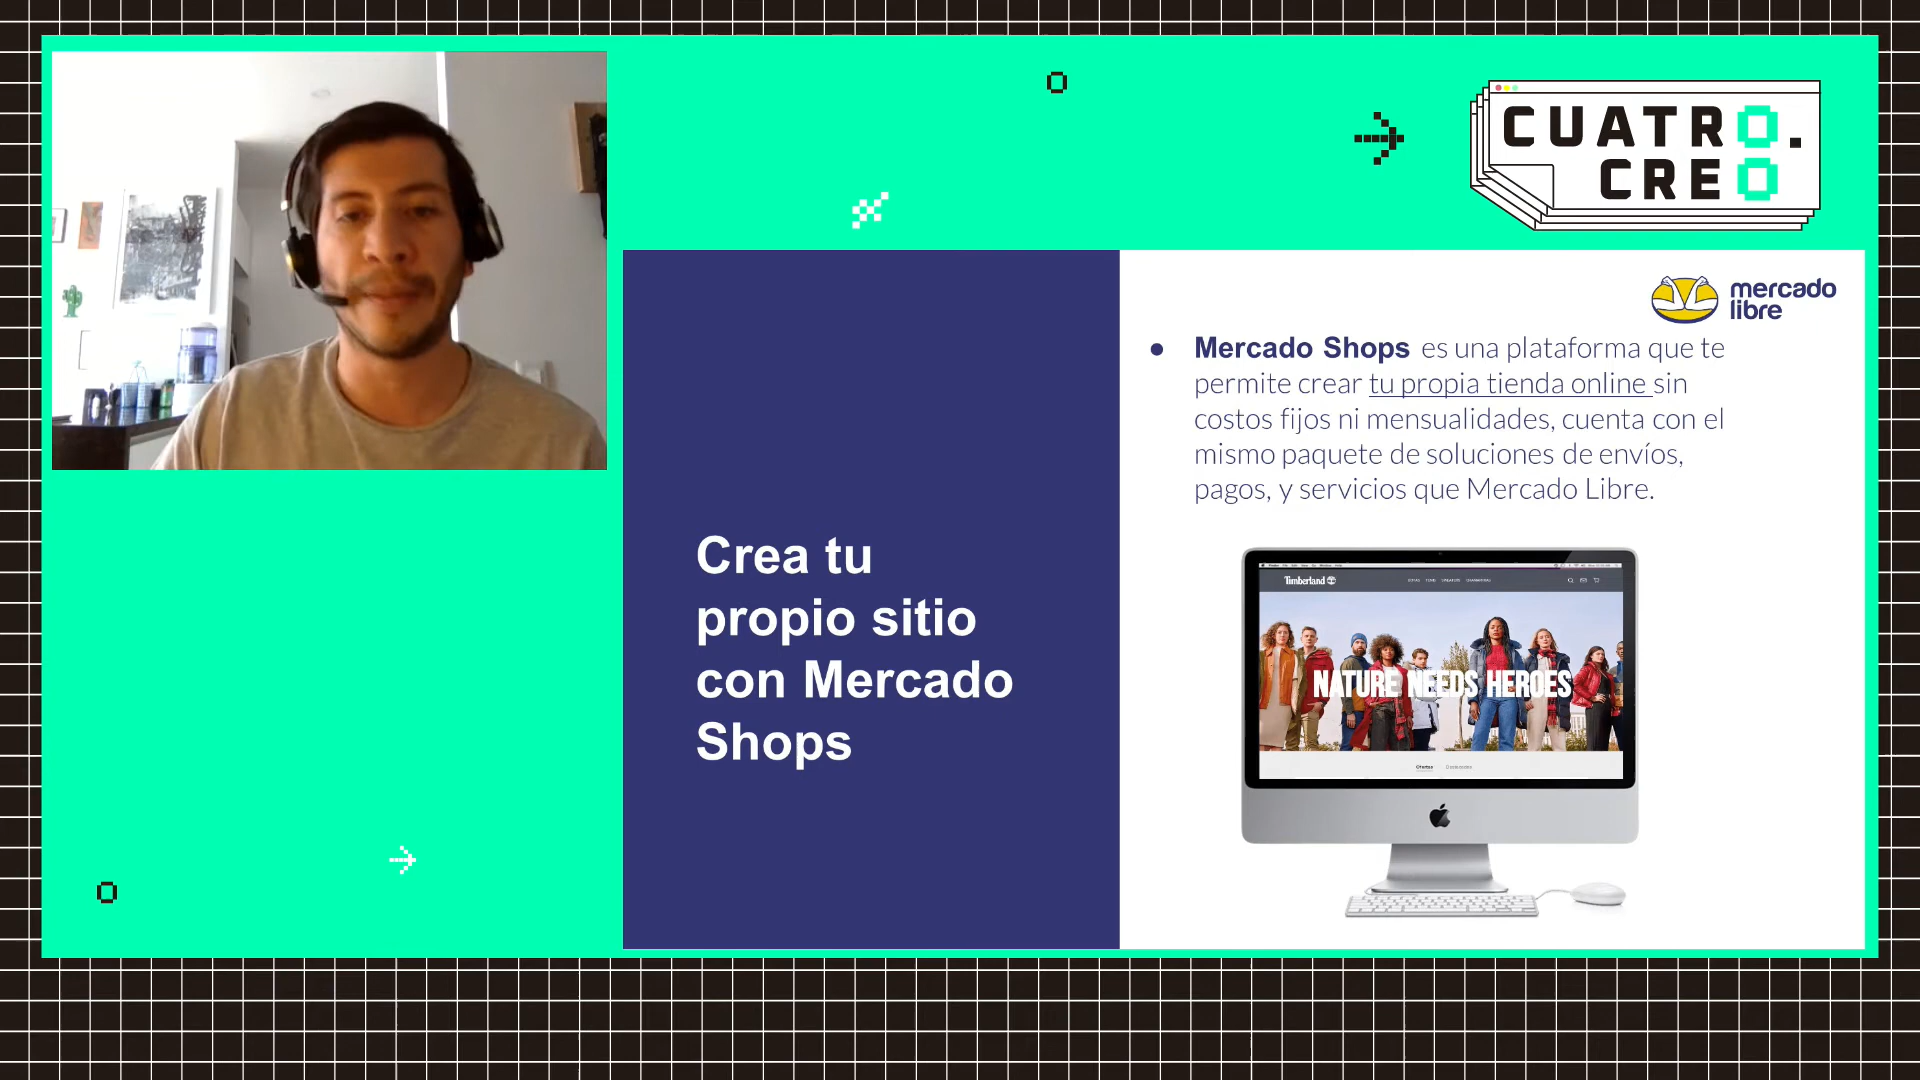 CUATRO.
CREO
mercado
libre
Crea tu
propio sitio
con Mercado
Shops
● Mercado Shops es una plataforma que te
permite crear tu propia tienda online sin
costos fijos ni mensualidades, cuenta con el
mismo paquete de soluciones de envíos,
pagos, y servicios que Mercado Libre.
Timberland
NATURE NEEDS HEROES
Ofertas